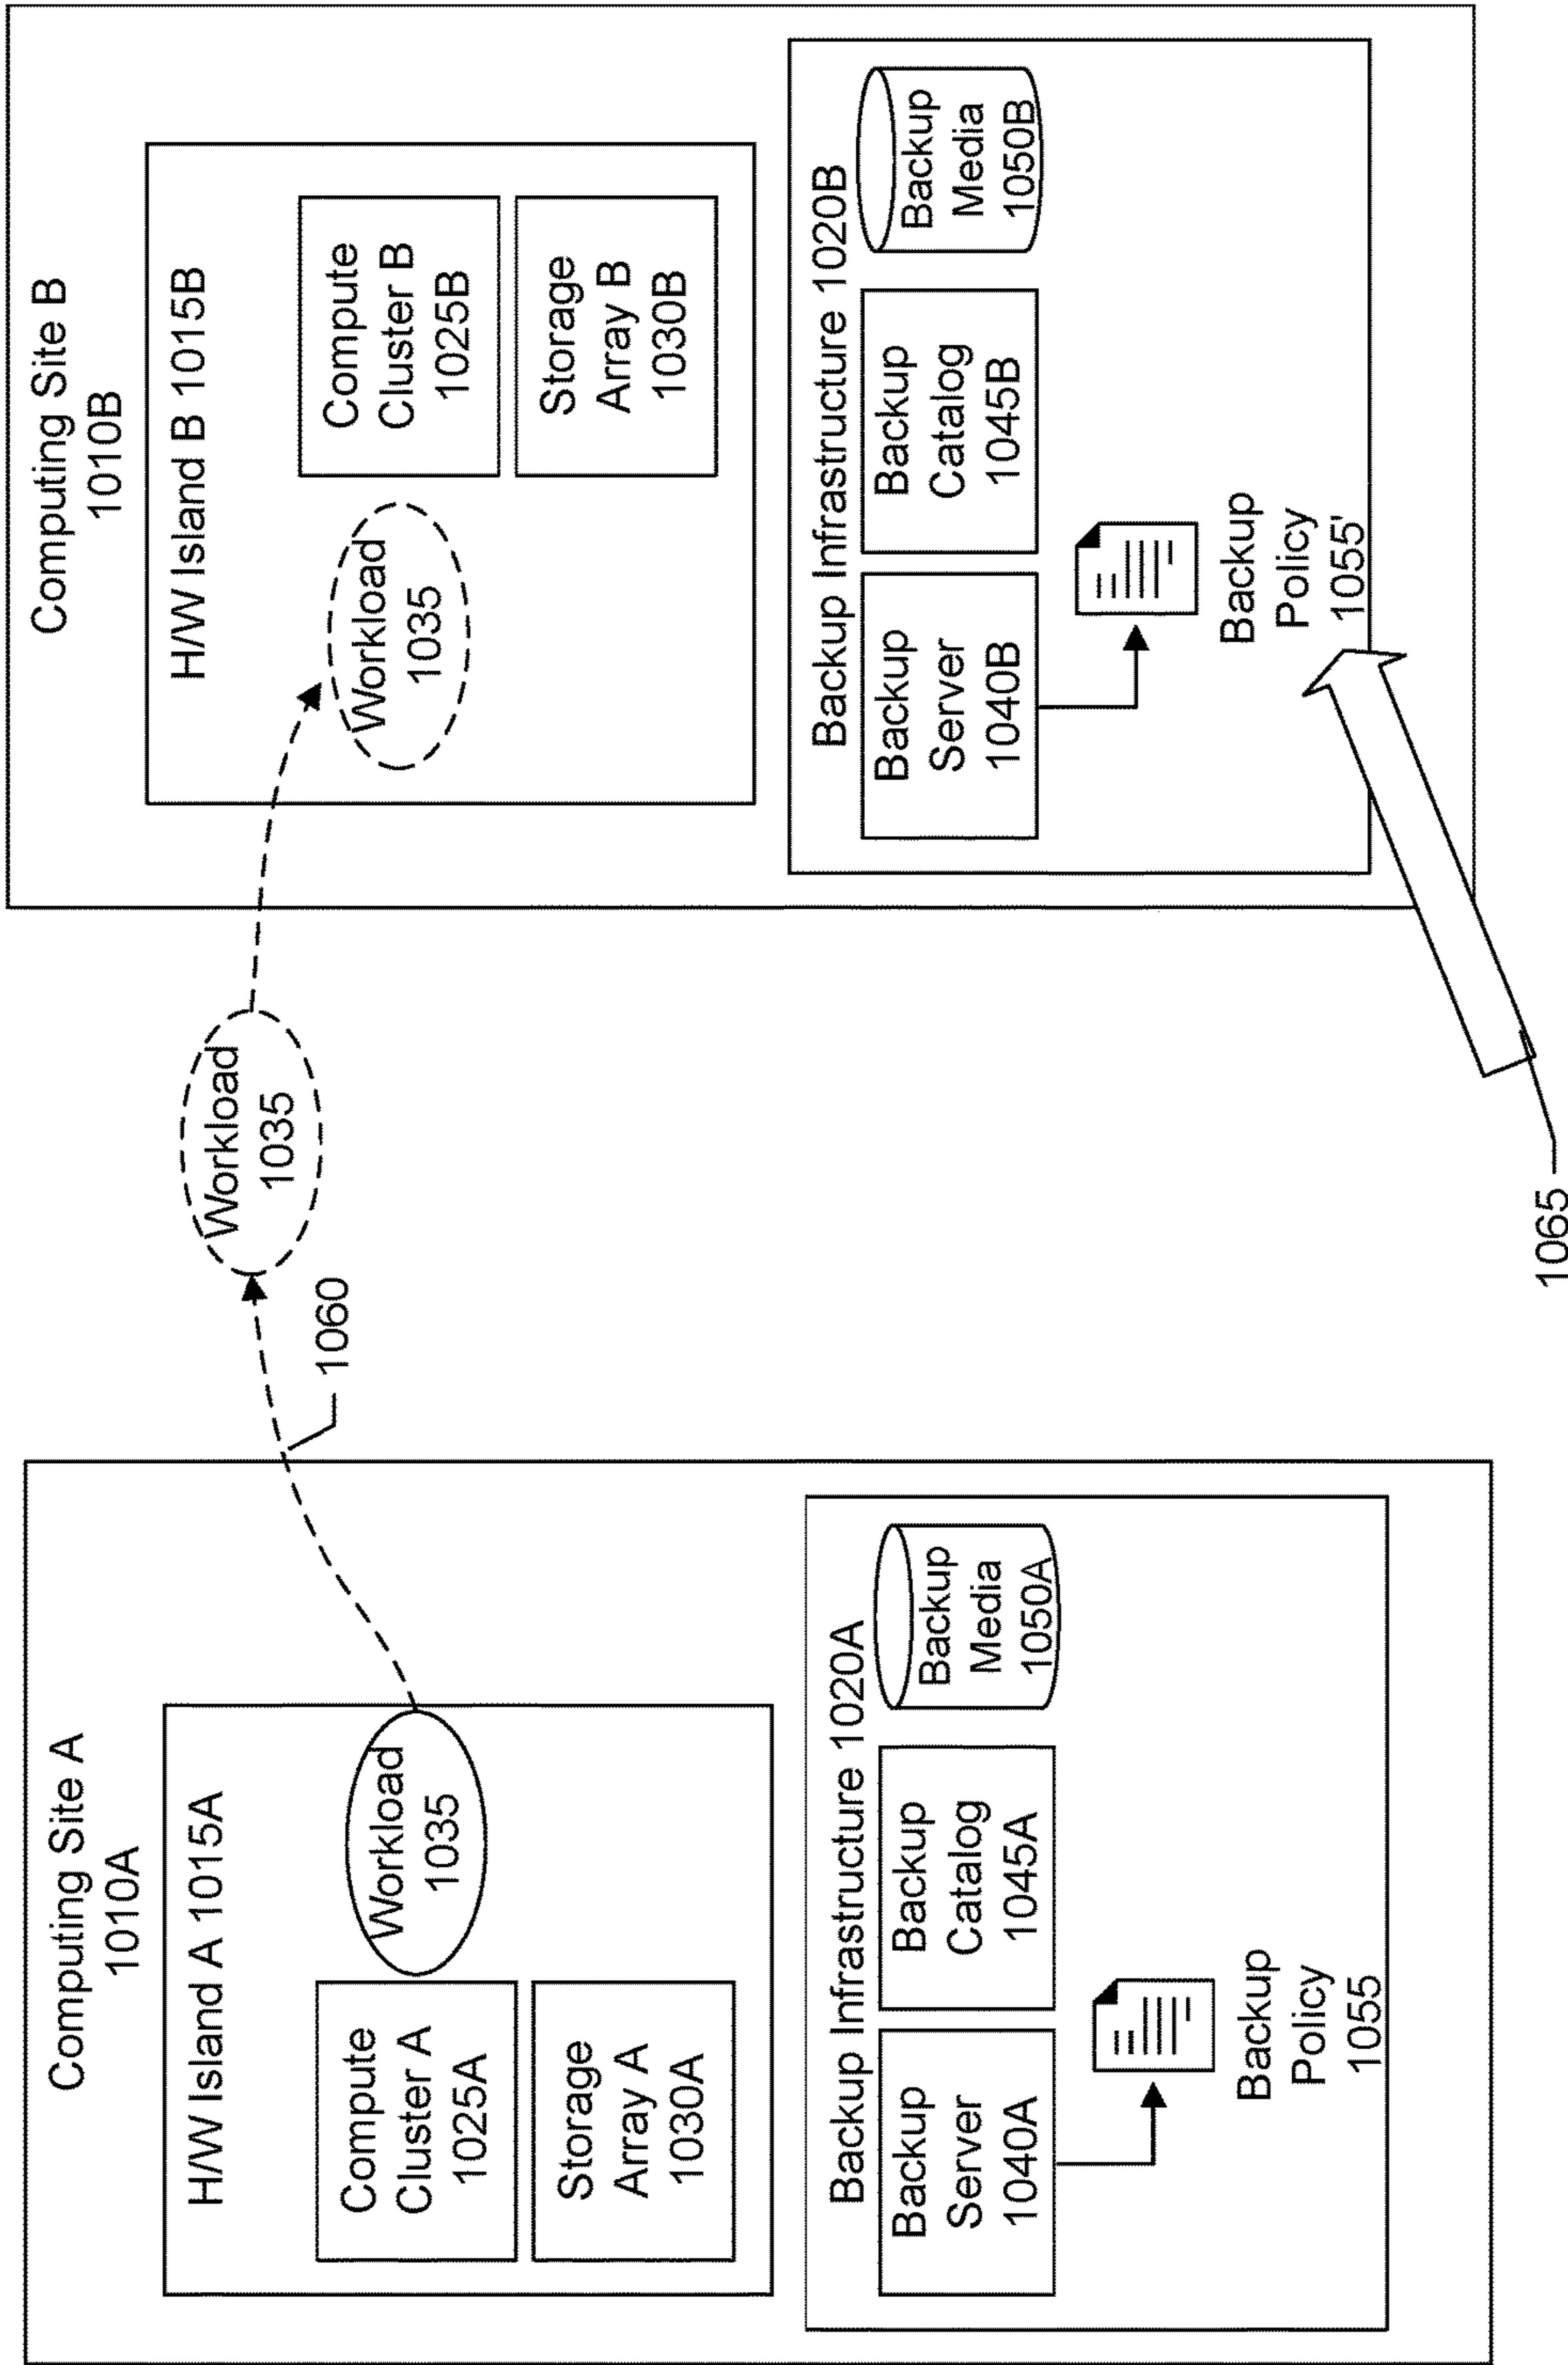 Computing Site A
1010A
H/W Island A 1015A
Compute
Cluster A
1025A
Storage
Array A
1030A
Workload
1035
Backup Infrastructure 1020A
Backup
Server
1040A
Backup
Catalog
1045A
Backup
Media
1050A
Backup
Policy
1055
1060
Workload
1035
Computing Site B
1010B
H/W Island B 1015B
Workload
1035
Compute
Cluster B
1025B
Storage
Array B
1030B
Backup Infrastructure 1020B
Backup
Server
1040B
Backup
Catalog
1045B
Backup
Media
1050B
Backup
Policy
1055'
1065